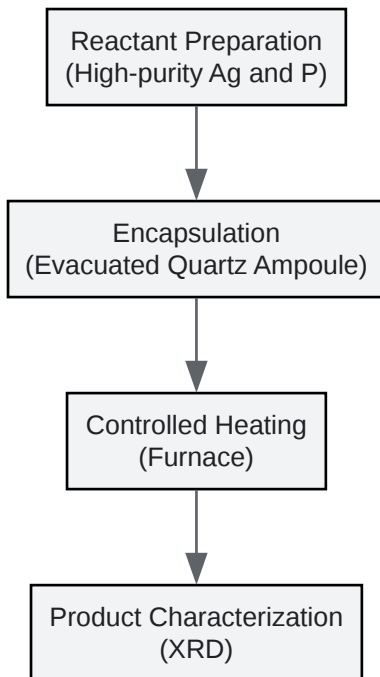 Reactant Preparation
(High-purity Ag and P)
Encapsulation
(Evacuated Quartz Ampoule)
Controlled Heating
(Furnace)
Product Characterization
(XRD)